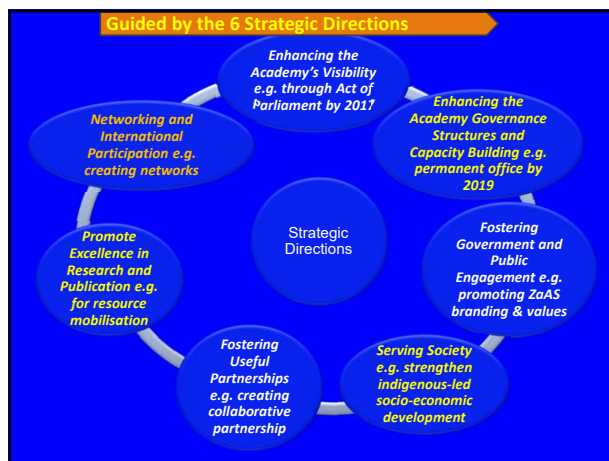 Guided by the 6 Strategic Directions
Enhancing the
Academy's Visibility
e.g. through Act of
Parliament by 2017
Enhancing the
Academy Governance
Structures and
Capacity Building e.g.
permanent office by
2019
Fostering
Government and
Public
Engagement e.g.
promoting ZaAS
branding & values
Serving Society
e.g. strengthen
indigenous-led
socio-economic
development
Fostering
Useful
Partnerships
e.g. creating
collaborative
partnership
Promote
Excellence in
Research and
Publication e.g.
for resource
mobilisation
Networking and
International
Participation e.g.
creating networks
Strategic
Directions